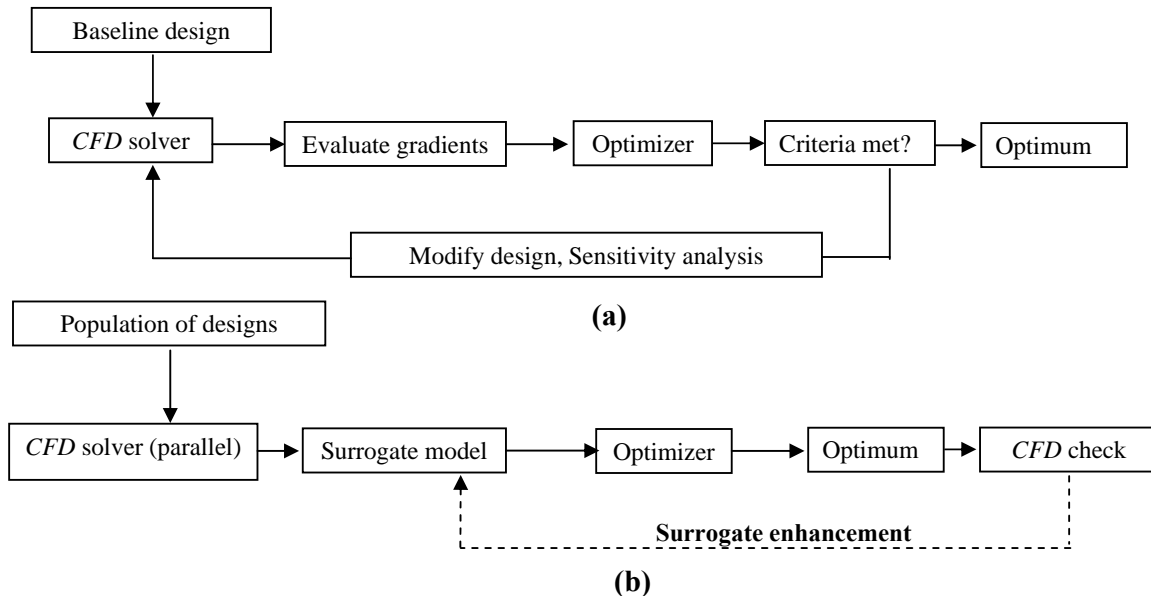 Baseline design
CFD solver
Evaluate gradients
Optimizer
Criteria met?
Optimum
Modify design, Sensitivity analysis
(a)
Population of designs
CFD solver (parallel)
Surrogate model
Optimizer
Optimum
CFD check
Surrogate enhancement
(b)